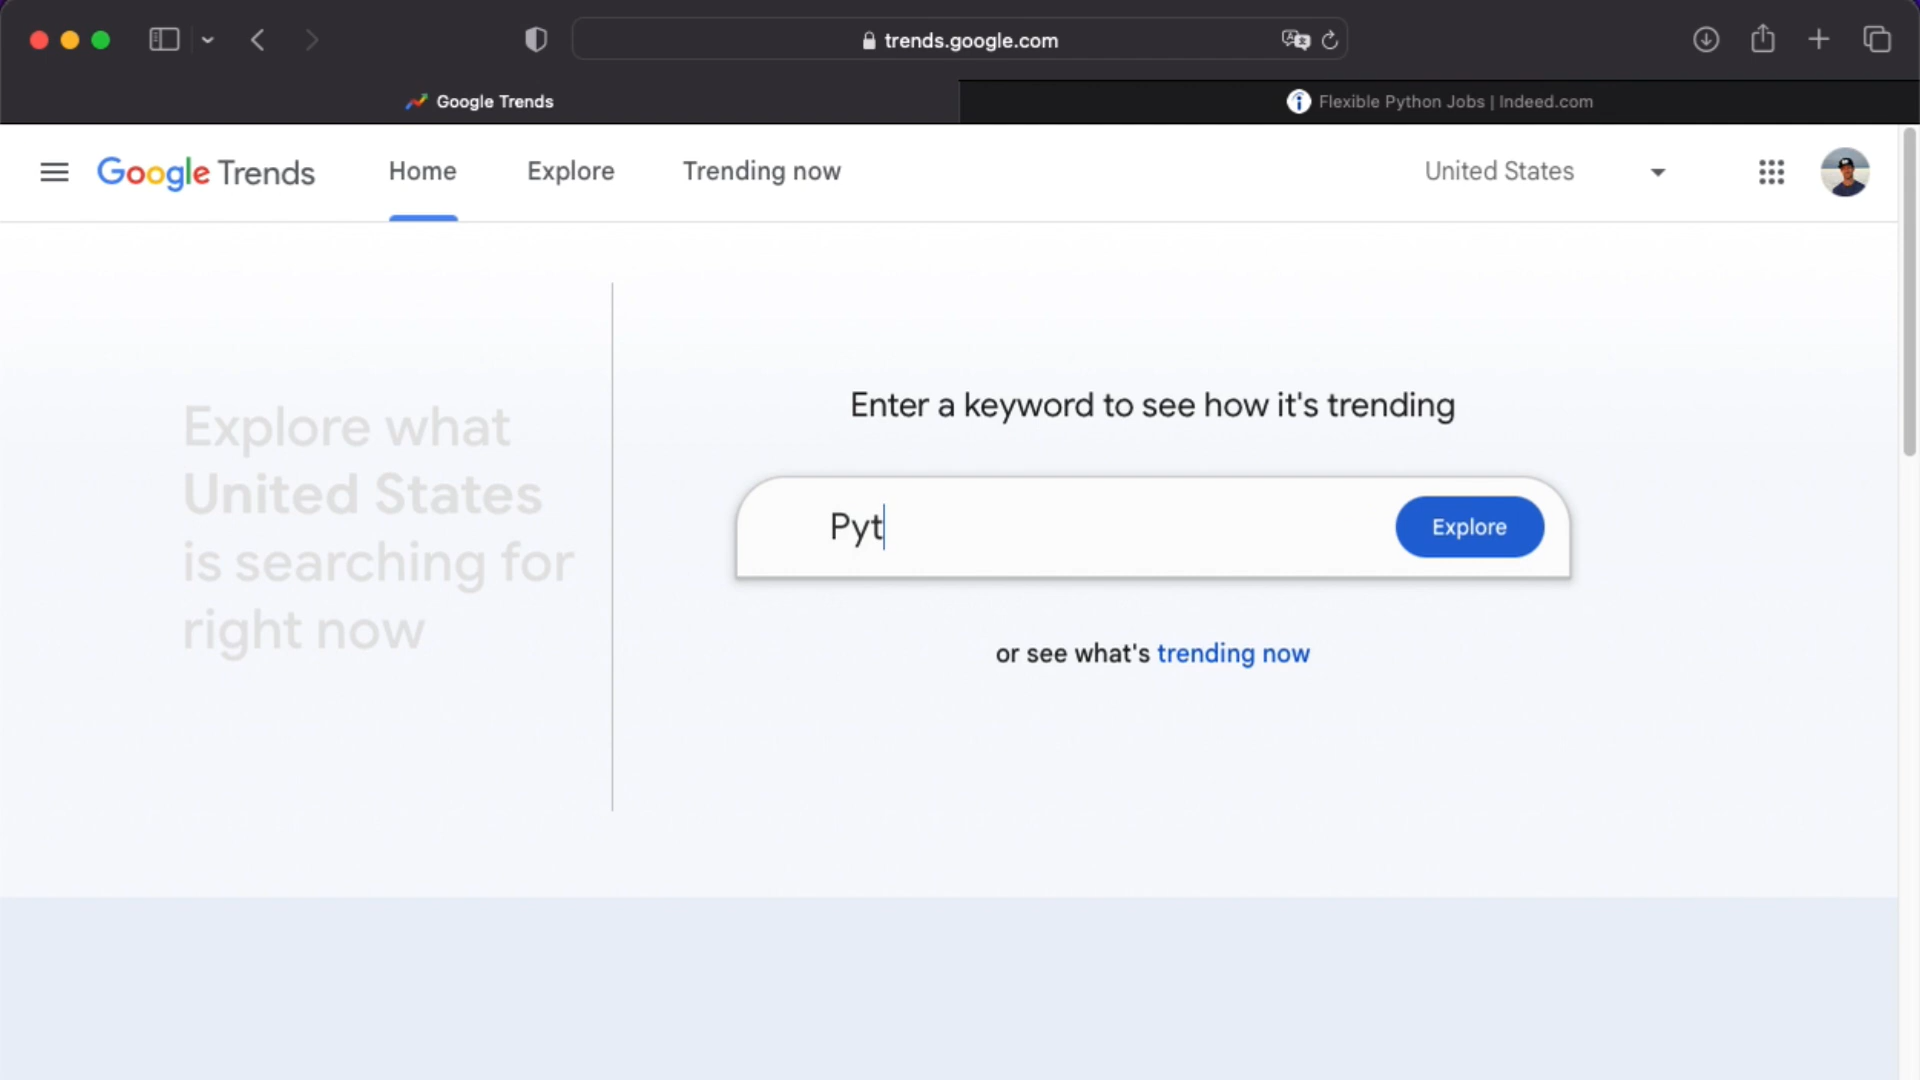 trends.google.com
Google Trends
Flexible Python Jobs | Indeed.com
Google Trends
Home
Explore
Trending now
United States
Explore what
United States
is searching for
right now
Enter a keyword to see how it's trending
Pyt
Explore
or see what's trending now